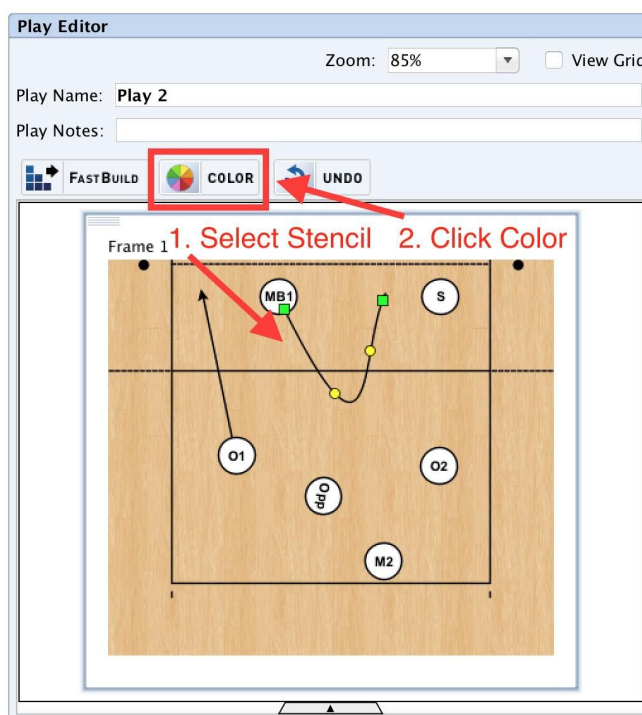 Play Editor
Zoom: 85% View Grid
Play Name: Play 2
Play Notes:
FASTBUILD COLOR UNDO
1. Select Stencil 2. Click Color
Frame 1
MB1 S
O1 O2
Opp
M2